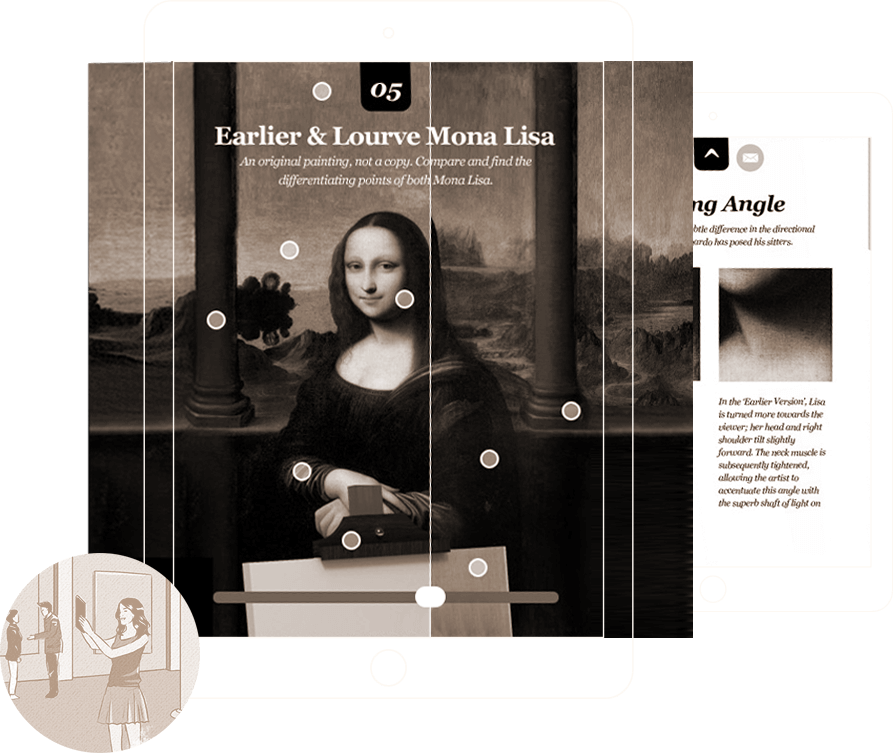 05
Earlier & Lourve Mona Lisa
An original painting, not a copy. Compare and find the
differentiating points of both Mona Lisa.
ng Angle
btle difference in the directional
ardo has posed his sitters.
In the 'Earlier Version', Lisa
is turned more towards the
viewer; her head and right
shoulder tilt slightly
forward. The neck muscle is
subsequently tightened,
allowing the artist to
accentuate this angle with
the superb shaft of light on